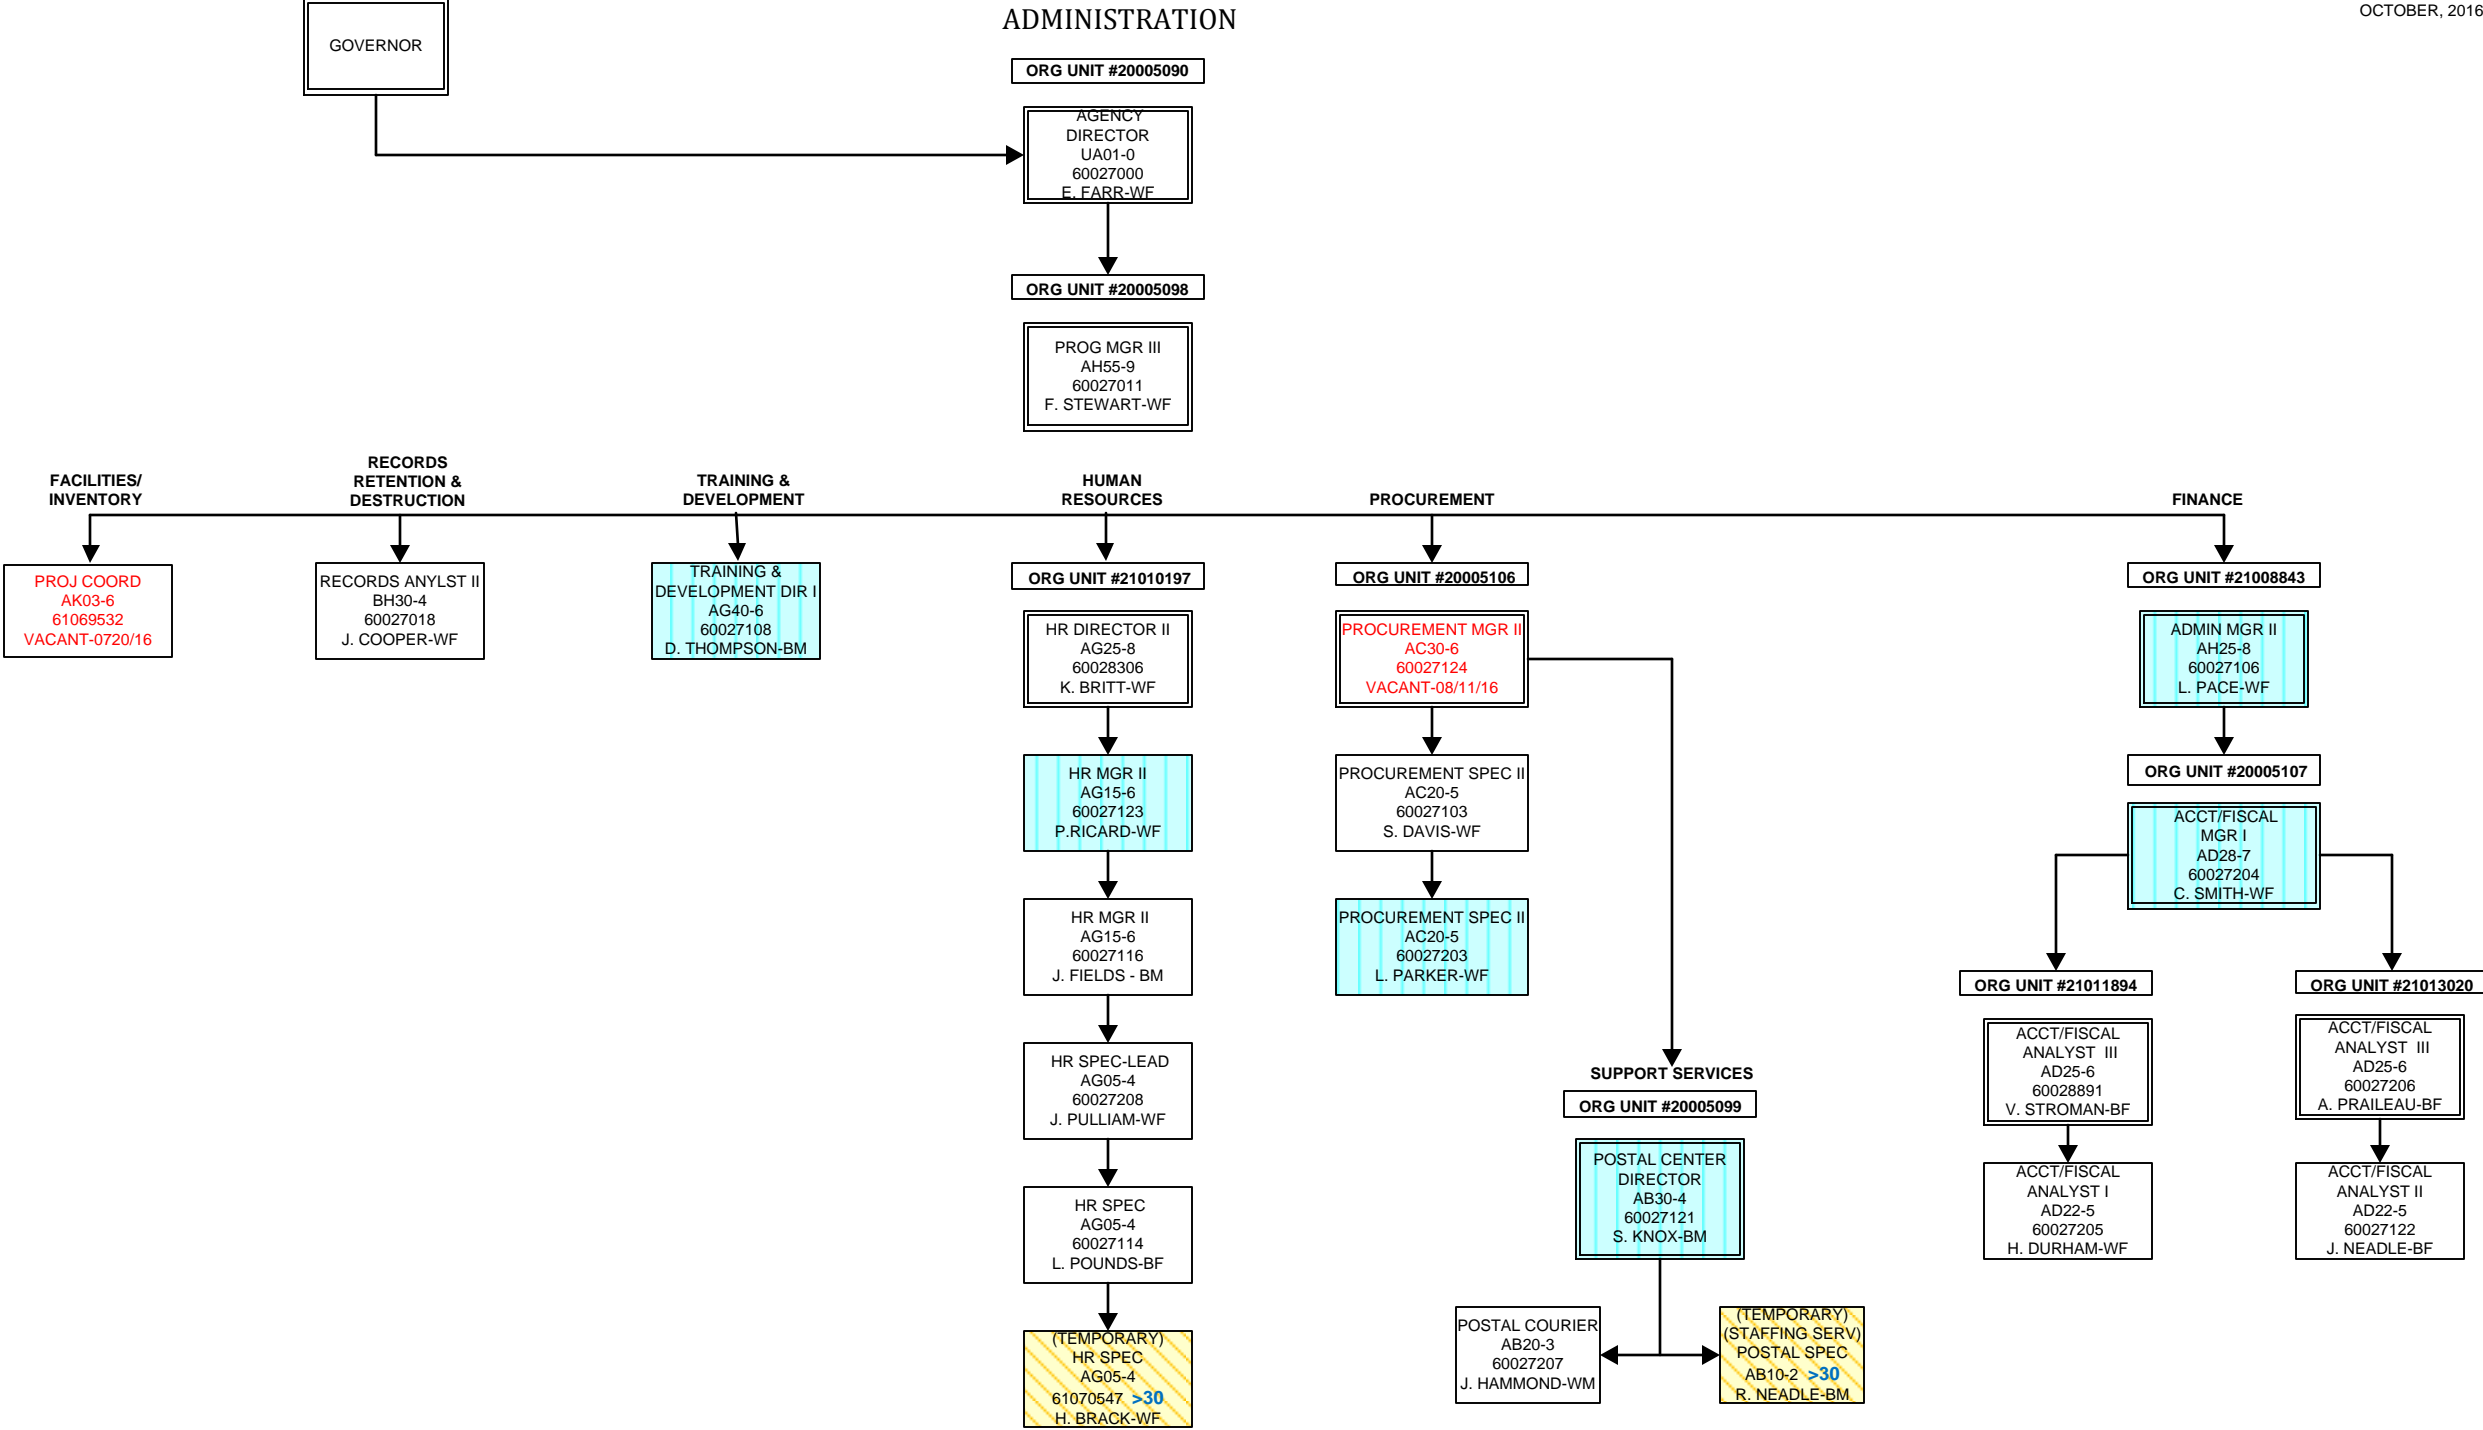 ADMINISTRATION
OCTOBER, 2016
GOVERNOR
ORG UNIT #20005090
AGENCY
DIRECTOR
UA01-0
60027000
E. FARR-WF
ORG UNIT #20005098
PROG MGR III
AH55-9
60027011
F. STEWART-WF
FACILITIES/
INVENTORY
RECORDS
RETENTION &
DESTRUCTION
TRAINING &
DEVELOPMENT
HUMAN
RESOURCES
PROCUREMENT
FINANCE
PROJ COORD
AK03-6
61069532
VACANT-0720/16
RECORDS ANYLST II
BH30-4
60027018
J. COOPER-WF
TRAINING &
DEVELOPMENT DIR I
AG40-6
60027108
D. THOMPSON-BM
ORG UNIT #21010197
HR DIRECTOR II
AG25-8
60028306
K. BRITT-WF
HR MGR II
AG15-6
60027123
P.RICARD-WF
HR MGR II
AG15-6
60027116
J. FIELDS - BM
HR SPEC-LEAD
AG05-4
60027208
J. PULLIAM-WF
HR SPEC
AG05-4
60027114
L. POUNDS-BF
(TEMPORARY)
HR SPEC
AG05-4
61070547 >30
H. BRACK-WF
ORG UNIT #20005106
PROCUREMENT MGR II
AC30-6
60027124
VACANT-08/11/16
PROCUREMENT SPEC II
AC20-5
60027103
S. DAVIS-WF
PROCUREMENT SPEC II
AC20-5
60027203
L. PARKER-WF
SUPPORT SERVICES
ORG UNIT #20005099
POSTAL CENTER
DIRECTOR
AB30-4
60027121
S. KNOX-BM
POSTAL COURIER
AB20-3
60027207
J. HAMMOND-WM
(TEMPORARY)
(STAFFING SERV)
POSTAL SPEC
AB10-2 >30
R. NEADLE-BM
ORG UNIT #21008843
ADMIN MGR II
AH25-8
60027106
L. PACE-WF
ORG UNIT #20005107
ACCT/FISCAL
MGR I
AD28-7
60027204
C. SMITH-WF
ORG UNIT #21011894
ACCT/FISCAL
ANALYST III
AD25-6
60028891
V. STROMAN-BF
ACCT/FISCAL
ANALYST I
AD22-5
60027205
H. DURHAM-WF
ORG UNIT #21013020
ACCT/FISCAL
ANALYST III
AD25-6
60027206
A. PRAILEAU-BF
ACCT/FISCAL
ANALYST II
AD22-5
60027122
J. NEADLE-BF